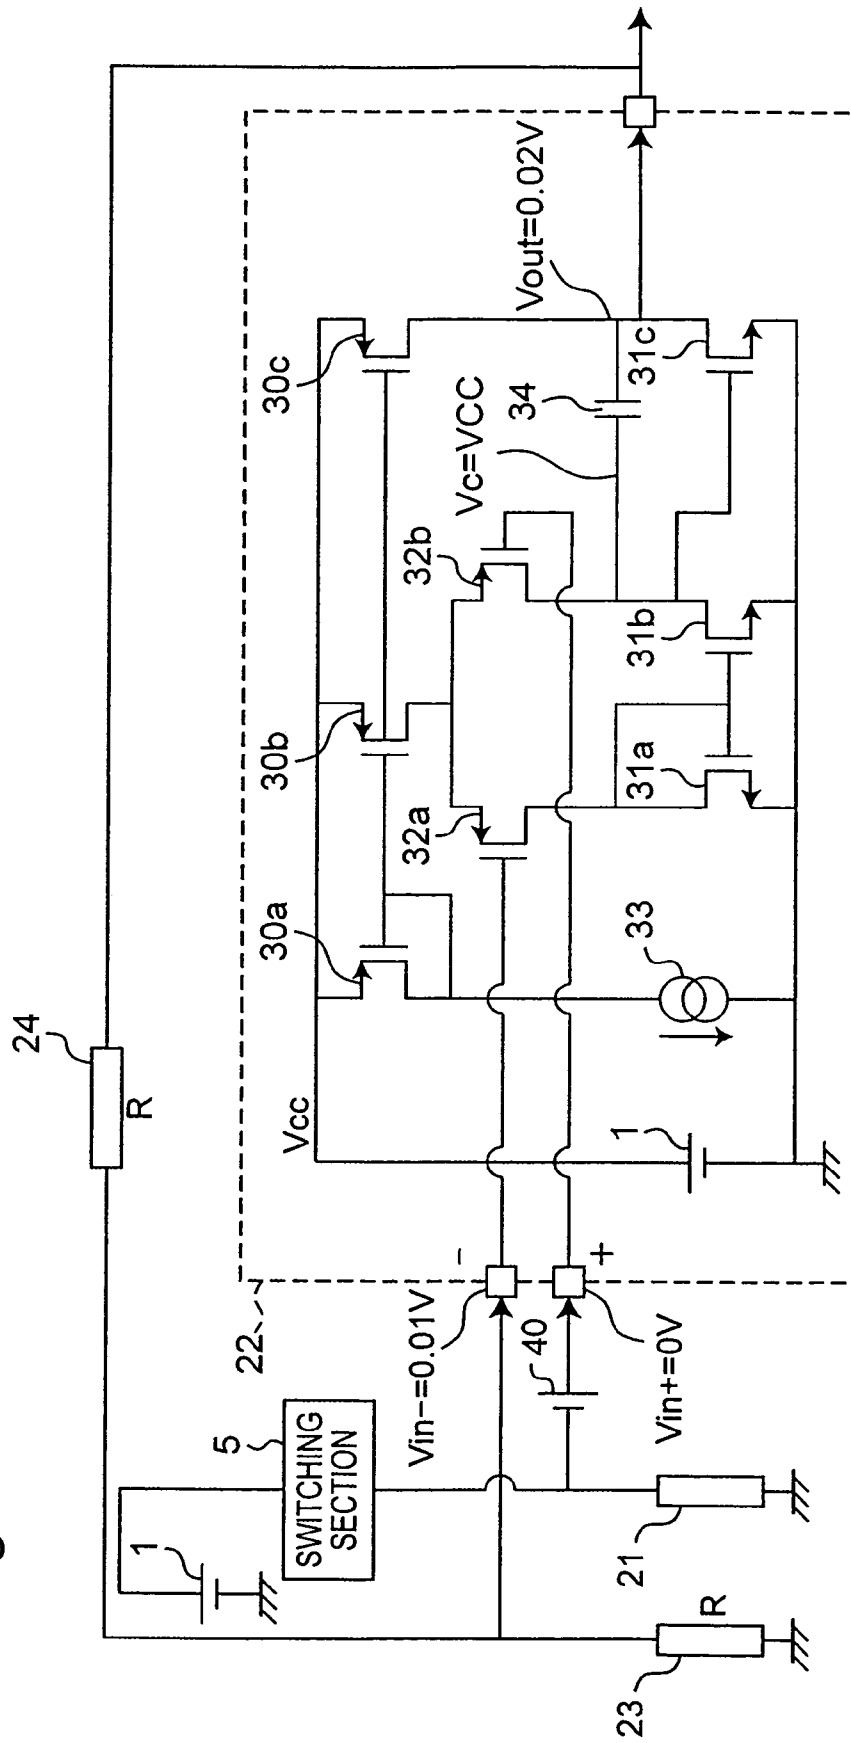 24
R
22
Vcc
30a
30b
30c
32a
32b
Vc=VCC
34
Vout=0.02V
31a
31b
31c
33
1
-
+
Vin−=0.01V
Vin+=0V
40
5
SWITCHING
SECTION
1
21
23
R